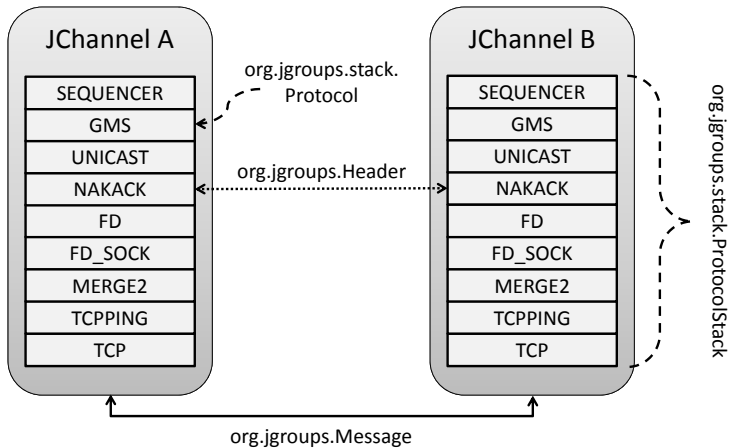 JChannel A
SEQUENCER
GMS
UNICAST
NAKACK
FD
FD_SOCK
MERGE2
TCPPING
TCP
org.jgroups.stack.
Protocol
org.jgroups.Header
JChannel B
SEQUENCER
GMS
UNICAST
NAKACK
FD
FD_SOCK
MERGE2
TCPPING
TCP
org.jgroups.stack.ProtocolStack
org.jgroups.Message